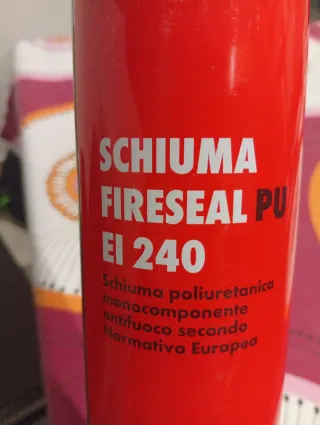 SCHIUMA
FIRESEAL PU
EI 240
Schiuma poliuretanica
monocomponente
antifuoco secondo
Normativa Europea